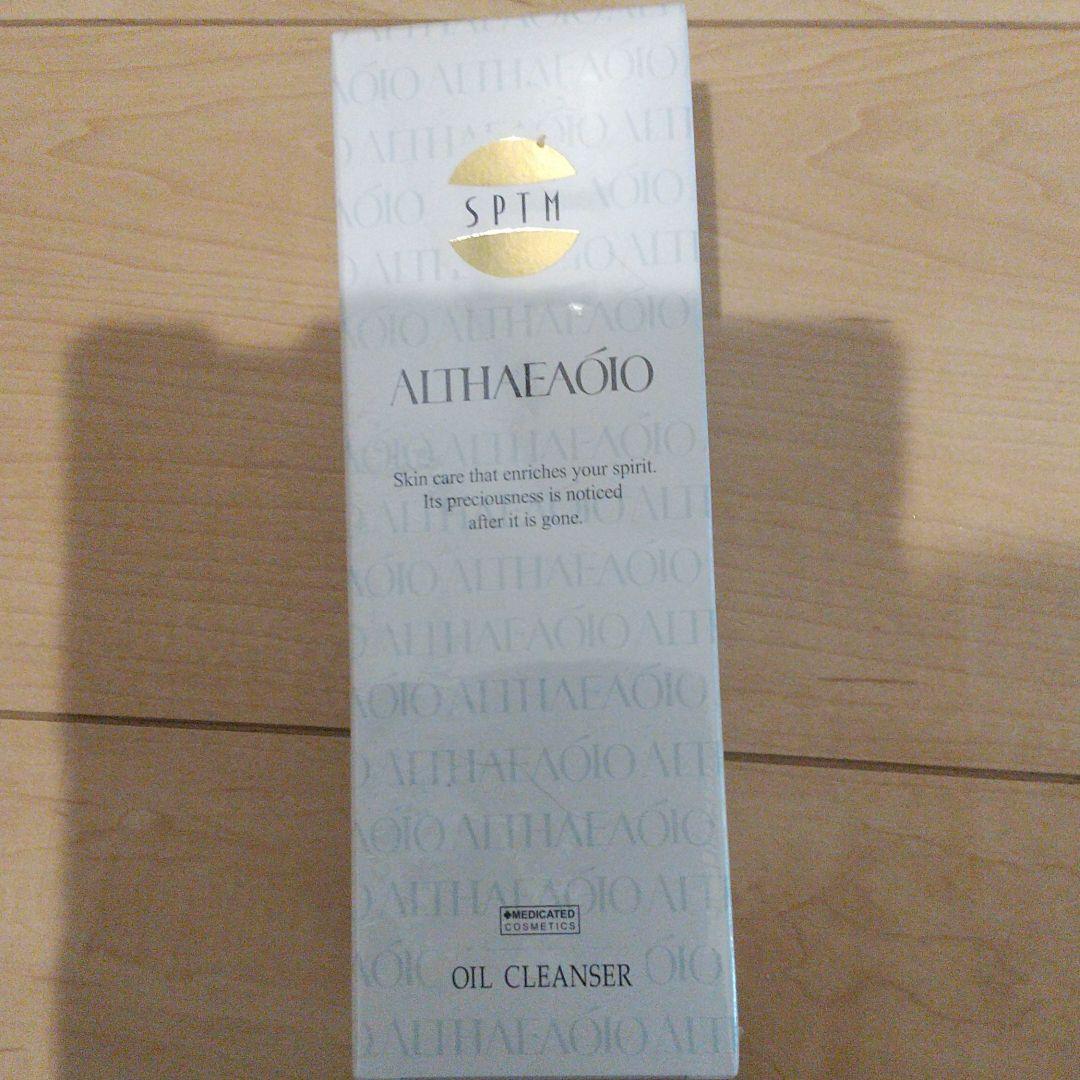 SPTM
ALTHAEAÓIO
Skin care that enriches your spirit.
Its preciousness is noticed
after it is gone.
MEDICATED
COSMETICS
OIL CLEANSER